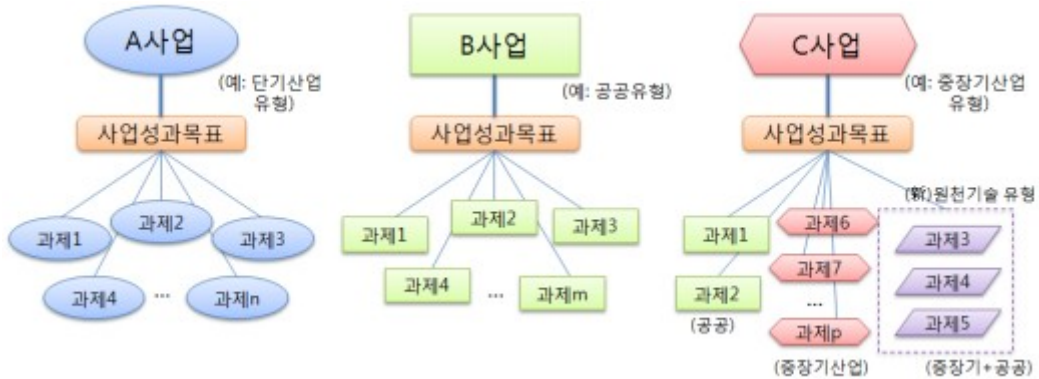 A사업
(예: 단기산업
유형)
사업성과목표
과제1
과제2
과제3
과제4
...
과제n
B사업
(예: 공공유형)
사업성과목표
과제1
과제2
과제3
과제4
...
과제m
C사업
(예: 중장기산업
유형)
사업성과목표
(新)원천기술 유형
과제1
과제6
과제3
과제7
과제4
과제2
...
과제5
(공공)
과제p
(중장기산업)
(중장기+공공)